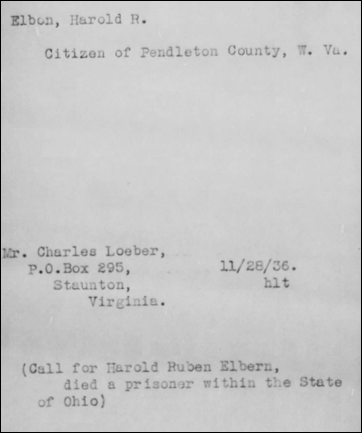 Elbon, Harold R.
Citizen of Pendleton County, W. Va.
Mr. Charles Loeber,
P.O.Box 295, 11/28/36.
Staunton, hlt
Virginia.
(Call for Harold Ruben Elbern,
died a prisoner within the State
of Ohio)